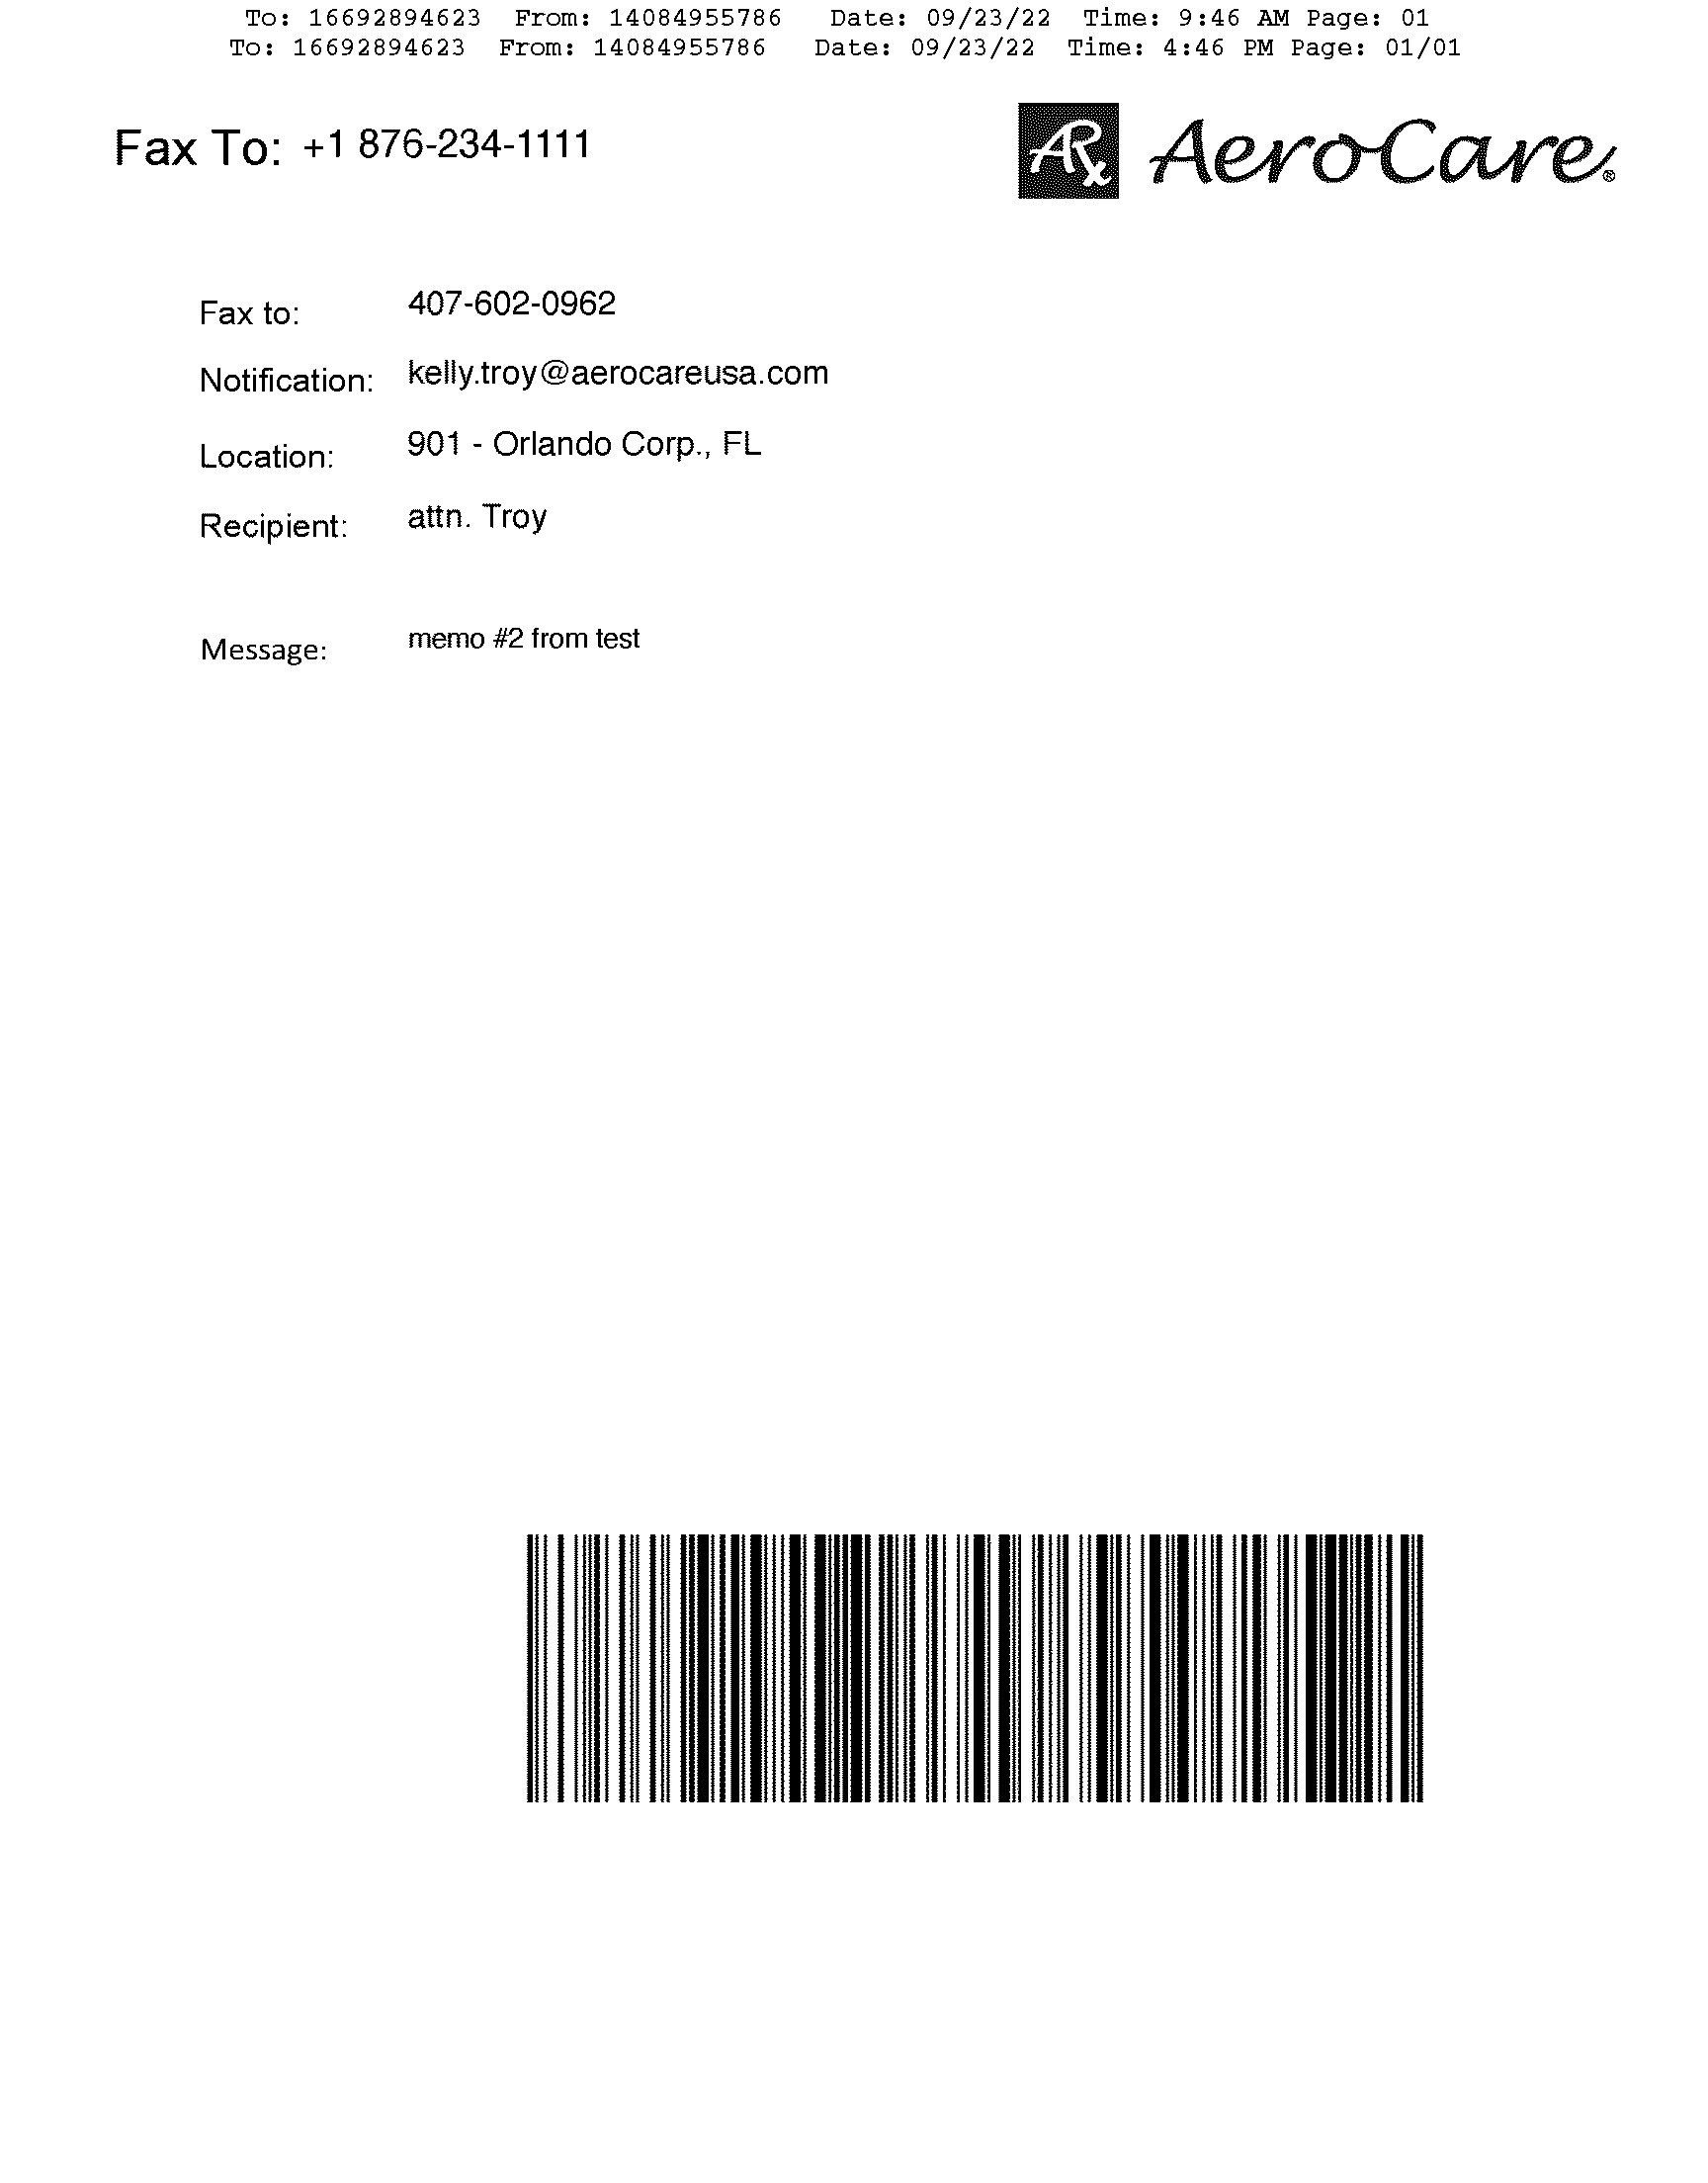 To: 16692894623 From: 14084955786 Date: 09/23/22 Time: 9:46 AM Page: 01
To: 16692894623 From: 14084955786 Date: 09/23/22 Time: 4:46 PM Page: 01/01
Fax To: +1 876-234-1111
ARx AeroCare®
Fax to: 407-602-0962
Notification: kelly.troy@aerocareusa.com
Location: 901 - Orlando Corp., FL
Recipient: attn. Troy
Message: memo #2 from test